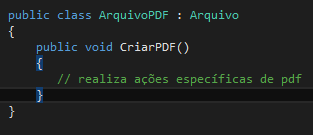 public class ArquivoPDF : Arquivo
{
    public void CriarPDF()
    {
        // realiza ações específicas de pdf
    }
}